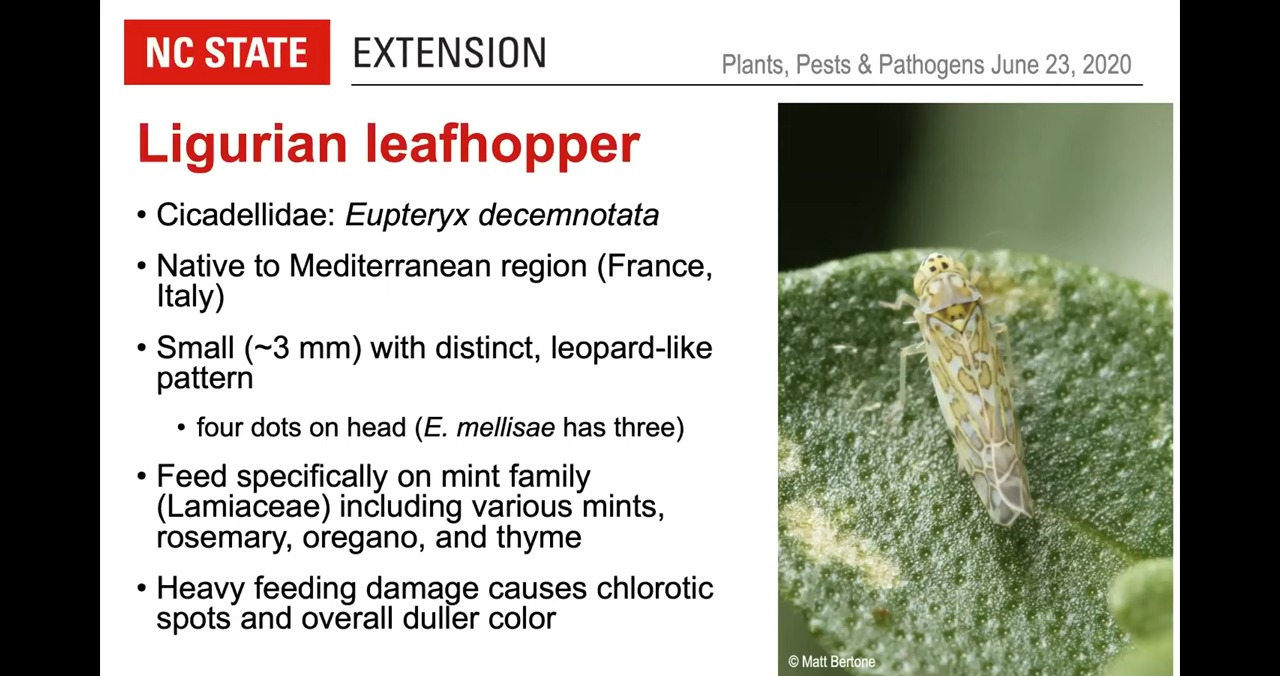 NC STATE EXTENSION
Plants, Pests & Pathogens June 23, 2020
Ligurian leafhopper
• Cicadellidae: Eupteryx decemnotata
• Native to Mediterranean region (France,
Italy)
• Small (~3 mm) with distinct, leopard-like
pattern
• four dots on head (E. mellisae has three)
• Feed specifically on mint family
(Lamiaceae) including various mints,
rosemary, oregano, and thyme
• Heavy feeding damage causes chlorotic
spots and overall duller color
© Matt Bertone